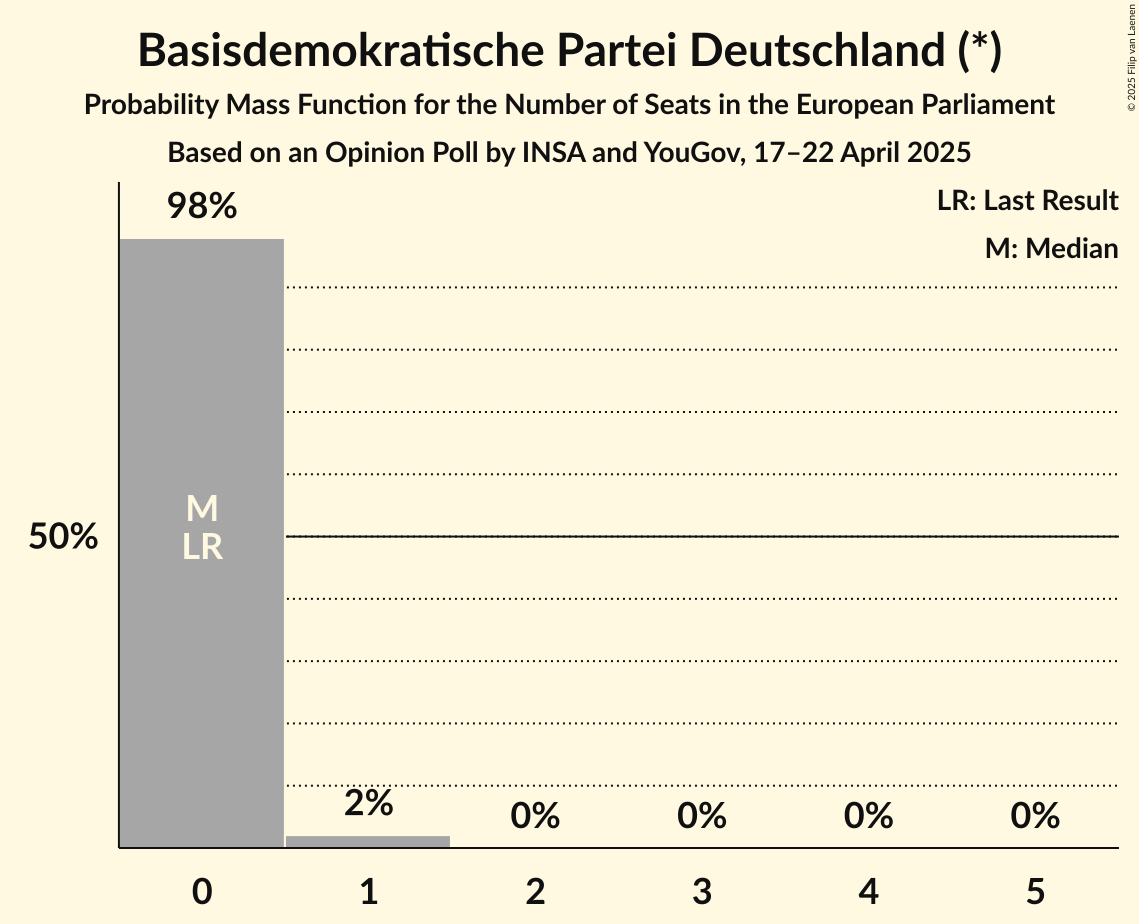 Basisdemokratische Partei Deutschland (*)
Probability Mass Function for the Number of Seats in the European Parliament
Based on an Opinion Poll by INSA and YouGov, 17–22 April 2025
© 2025 Filip van Laenen
LR: Last Result
M: Median
98%
M
LR
50%
2%
0%
0%
0%
0%
0
1
2
3
4
5